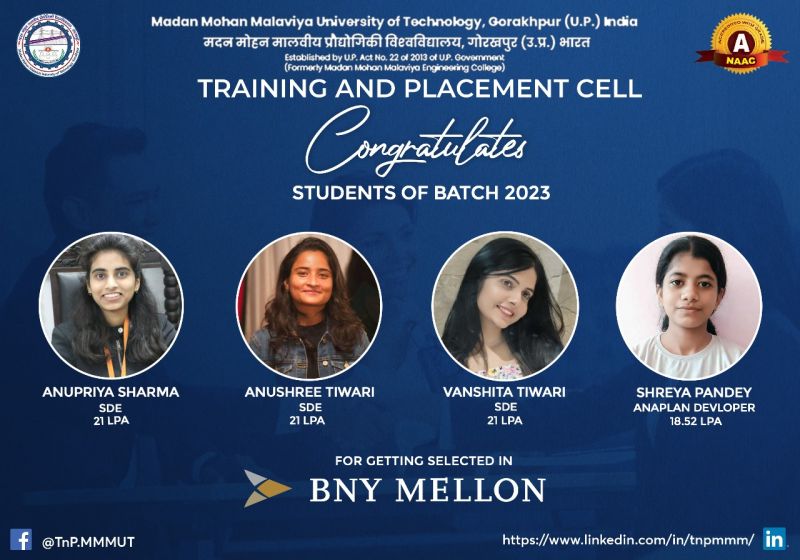 Madan Mohan Malaviya University of Technology, Gorakhpur (U.P.) India
मदन मोहन मालवीय प्रौद्योगिकी विश्वविद्यालय, गोरखपुर (उ.प्र.) भारत
Established by U.P. Act No. 22 of 2013 of U.P. Government
(Formerly Madan Mohan Malaviya Engineering College)
A
NAAC
TRAINING AND PLACEMENT CELL
Congratulates
STUDENTS OF BATCH 2023
ANUPRIYA SHARMA
SDE
21 LPA
ANUSHREE TIWARI
SDE
21 LPA
VANSHITA TIWARI
SDE
21 LPA
SHREYA PANDEY
ANAPLAN DEVLOPER
18.52 LPA
FOR GETTING SELECTED IN
BNY MELLON
f @TnP.MMMUT
https://www.linkedin.com/in/tnpmmm/ in